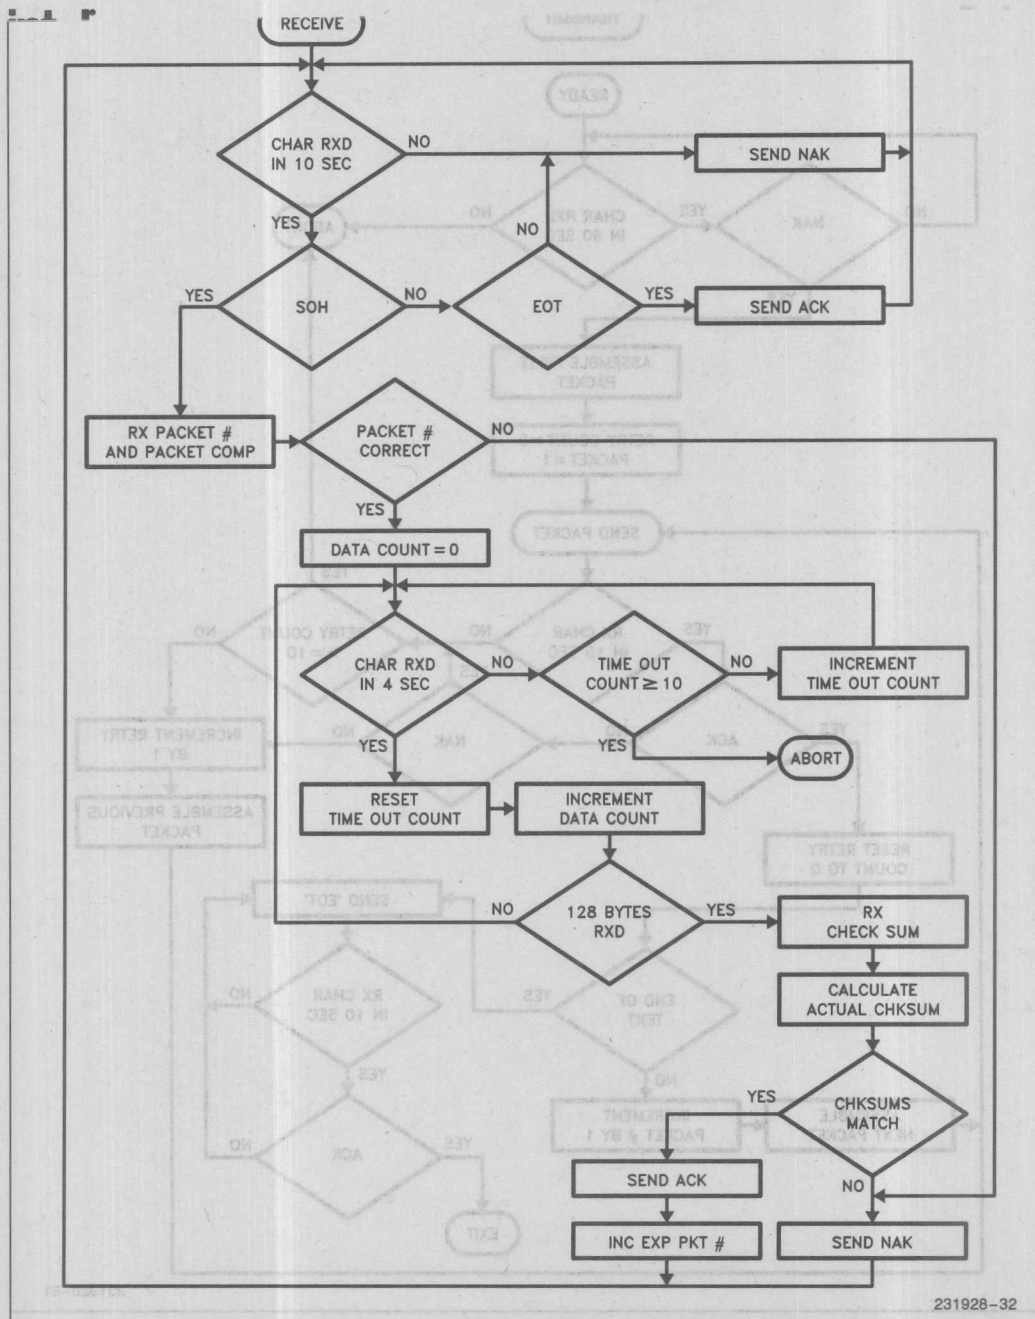 RECEIVE
CHAR RXD
IN 10 SEC
NO
SEND NAK
YES
NO
YES
SOH
NO
EOT
YES
SEND ACK
RX PACKET #
AND PACKET COMP
PACKET #
CORRECT
NO
YES
DATA COUNT = 0
CHAR RXD
IN 4 SEC
NO
TIME OUT
COUNT ≥ 10
NO
INCREMENT
TIME OUT COUNT
YES
YES
ABORT
RESET
TIME OUT COUNT
INCREMENT
DATA COUNT
NO
128 BYTES
RXD
YES
RX
CHECK SUM
CALCULATE
ACTUAL CHKSUM
YES
CHKSUMS
MATCH
SEND ACK
NO
INC EXP PKT #
SEND NAK
231928-32